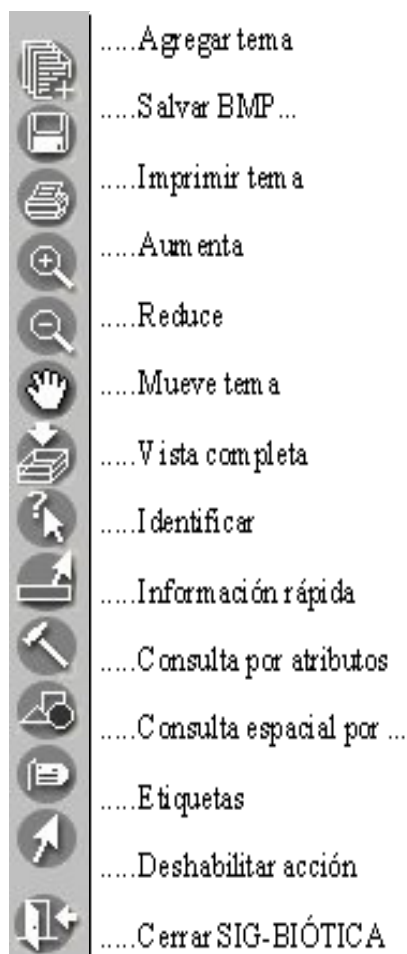 .....Agregar tema
.....Salvar BMP...
.....Imprimir tema
.....Aumenta
.....Reduce
.....Mueve tema
.....Vista completa
.....Identificar
.....Información rápida
.....Consulta por atributos
.....Consulta espacial por ...
.....Etiquetas
.....Deshabilitar acción
.....Cerrar SIG-BIÓTICA